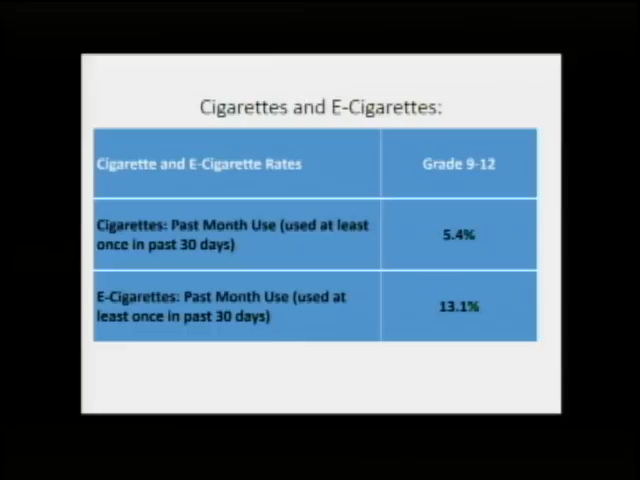 Cigarettes and E-Cigarettes:
Cigarette and E-Cigarette Rates
Grade 9-12
Cigarettes: Past Month Use (used at least
once in past 30 days)
5.4%
E-Cigarettes: Past Month Use (used at
least once in past 30 days)
13.1%